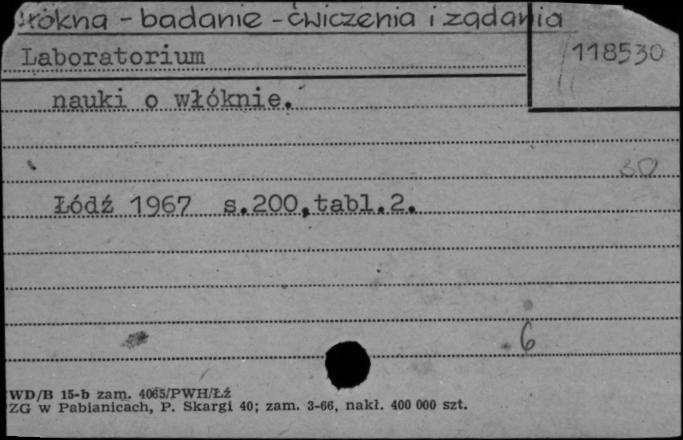 włókna - badanie - ćwiczenia i zadania
Laboratorium
118530
nauki o włóknie.
30
Łódź 1967 s.200,tabl.2.
6
WD/B 15-b zam. 4065/PWH/Łź
ZG w Pabianicach, P. Skargi 40; zam. 3-66, nakł. 400 000 szt.